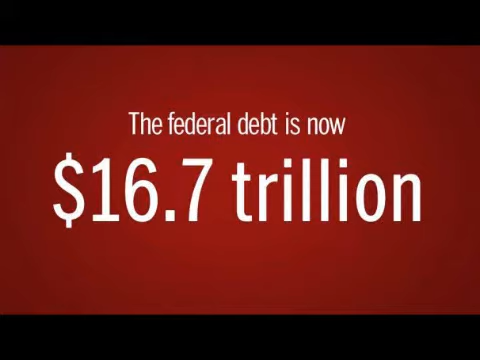 The federal debt is now
$16.7 trillion